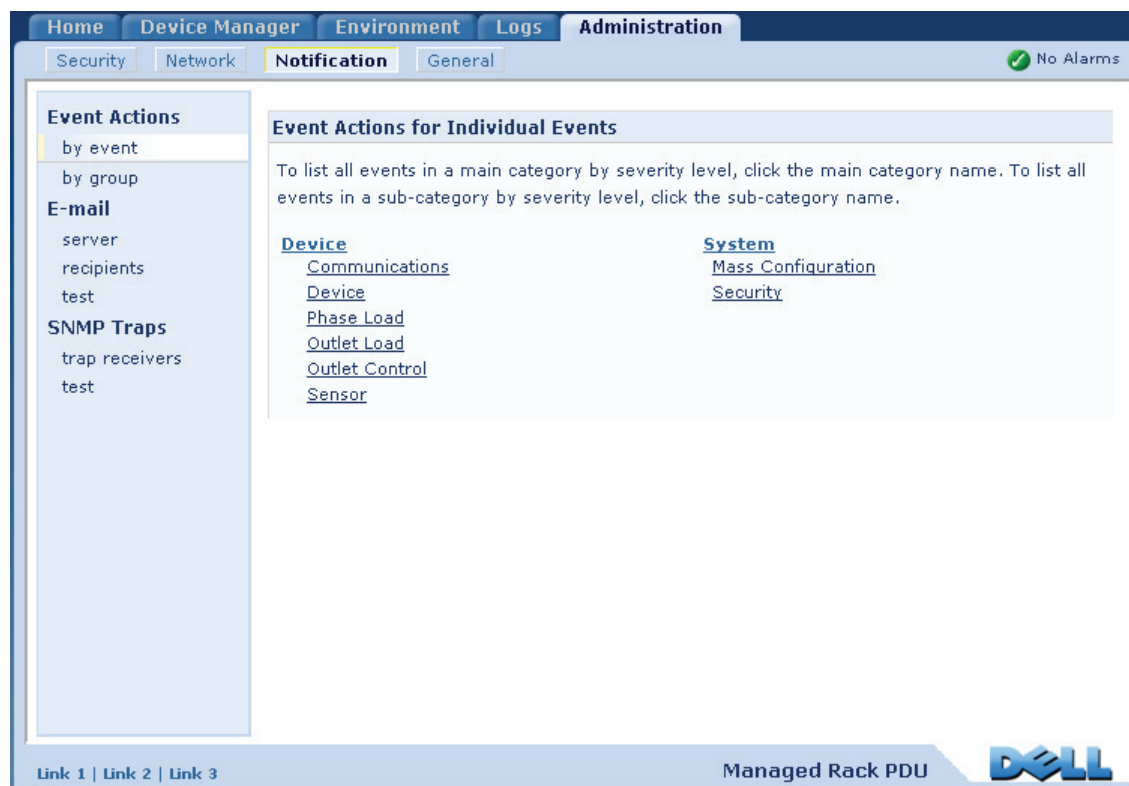 Home Device Manager Environment Logs Administration
Security Network Notification General No Alarms
Event Actions
by event
by group
E-mail
server
recipients
test
SNMP Traps
trap receivers
test
Event Actions for Individual Events
To list all events in a main category by severity level, click the main category name. To list all
events in a sub-category by severity level, click the sub-category name.
Device
Communications
Device
Phase Load
Outlet Load
Outlet Control
Sensor
System
Mass Configuration
Security
Link 1 | Link 2 | Link 3
Managed Rack PDU
DELL